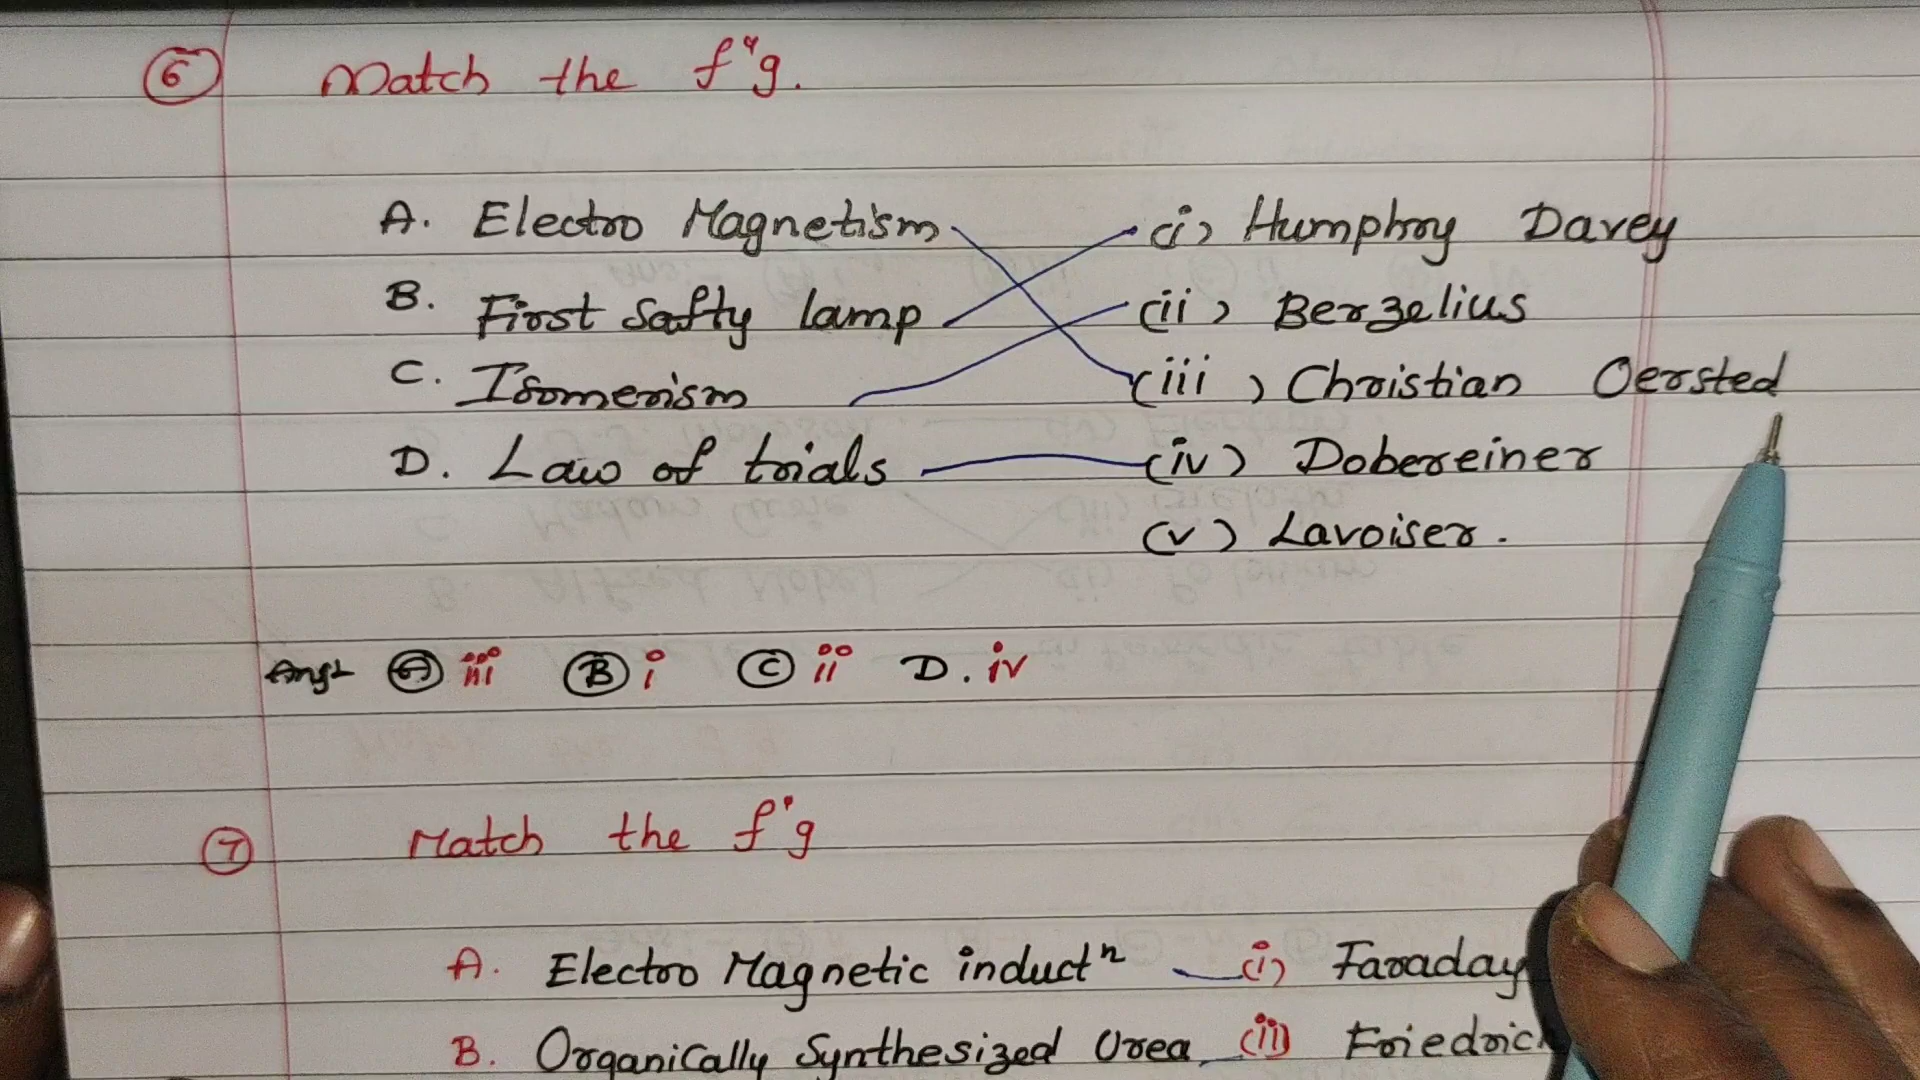 6 Match the f"g.
A. Electro Magnetism (i) Humphry Davey
B. First Safty lamp (ii) Berzelius
C. Isomerism (iii) Christian Oersted
D. Law of trials (iv) Dobereiner
(v) Lavoiser.
Ans:- A iii B i C ii D. iv
7 Match the f"g
A. Electro Magnetic inductn (i) Faraday
B. Organically Synthesized Urea (ii) Friedrich